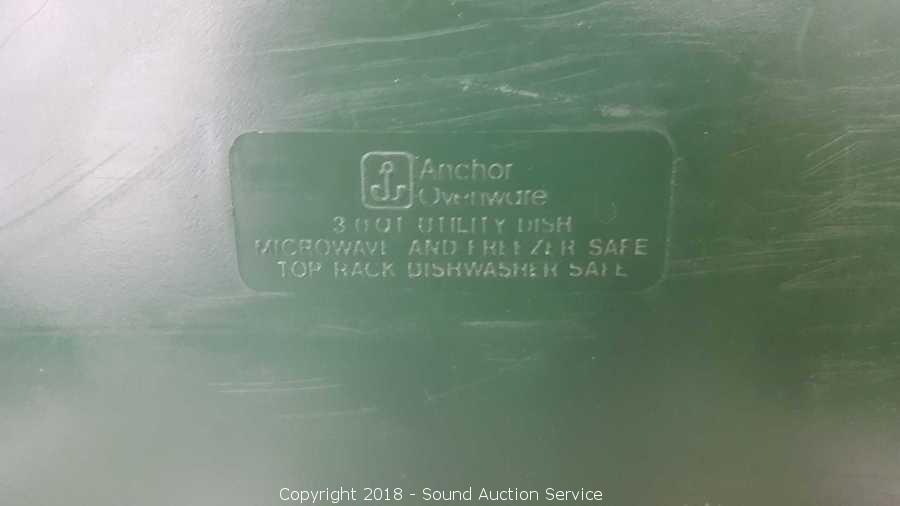 Anchor
Ovenware
3.0 QT UTILITY DISH
MICROWAVE AND FREEZER SAFE
TOP RACK DISHWASHER SAFE
Copyright 2018 - Sound Auction Service